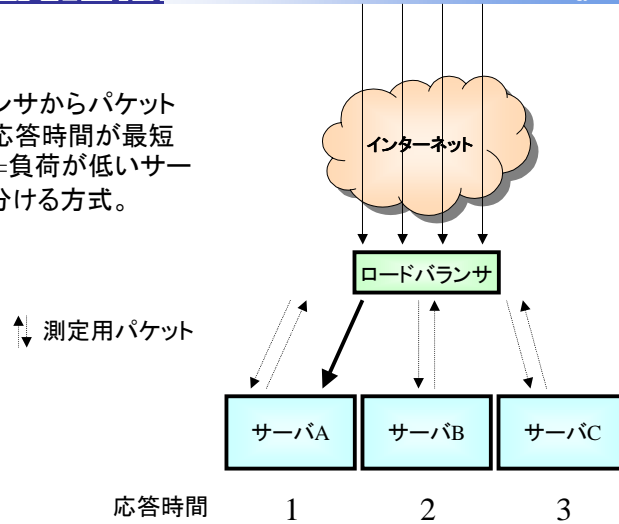 ンサからパケット
応答時間が最短
=負荷が低いサー
分ける方式。
インターネット
ロードバランサ
測定用パケット
サーバA
サーバB
サーバC
応答時間 1 2 3